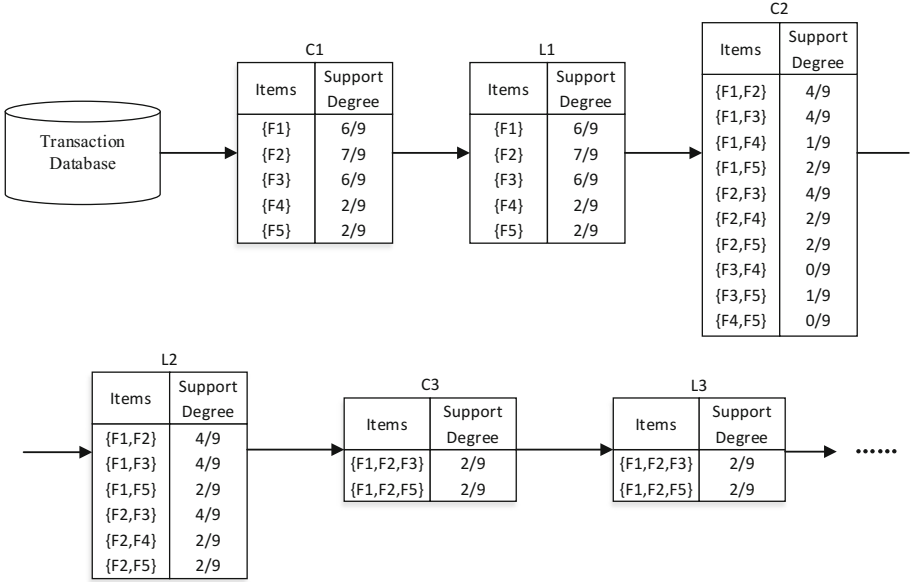 Transaction
Database
C1
Items Support
Degree
{F1} 6/9
{F2} 7/9
{F3} 6/9
{F4} 2/9
{F5} 2/9
L1
Items Support
Degree
{F1} 6/9
{F2} 7/9
{F3} 6/9
{F4} 2/9
{F5} 2/9
C2
Items Support
Degree
{F1,F2} 4/9
{F1,F3} 4/9
{F1,F4} 1/9
{F1,F5} 2/9
{F2,F3} 4/9
{F2,F4} 2/9
{F2,F5} 2/9
{F3,F4} 0/9
{F3,F5} 1/9
{F4,F5} 0/9
L2
Items Support
Degree
{F1,F2} 4/9
{F1,F3} 4/9
{F1,F5} 2/9
{F2,F3} 4/9
{F2,F4} 2/9
{F2,F5} 2/9
C3
Items Support
Degree
{F1,F2,F3} 2/9
{F1,F2,F5} 2/9
L3
Items Support
Degree
{F1,F2,F3} 2/9
{F1,F2,F5} 2/9
······